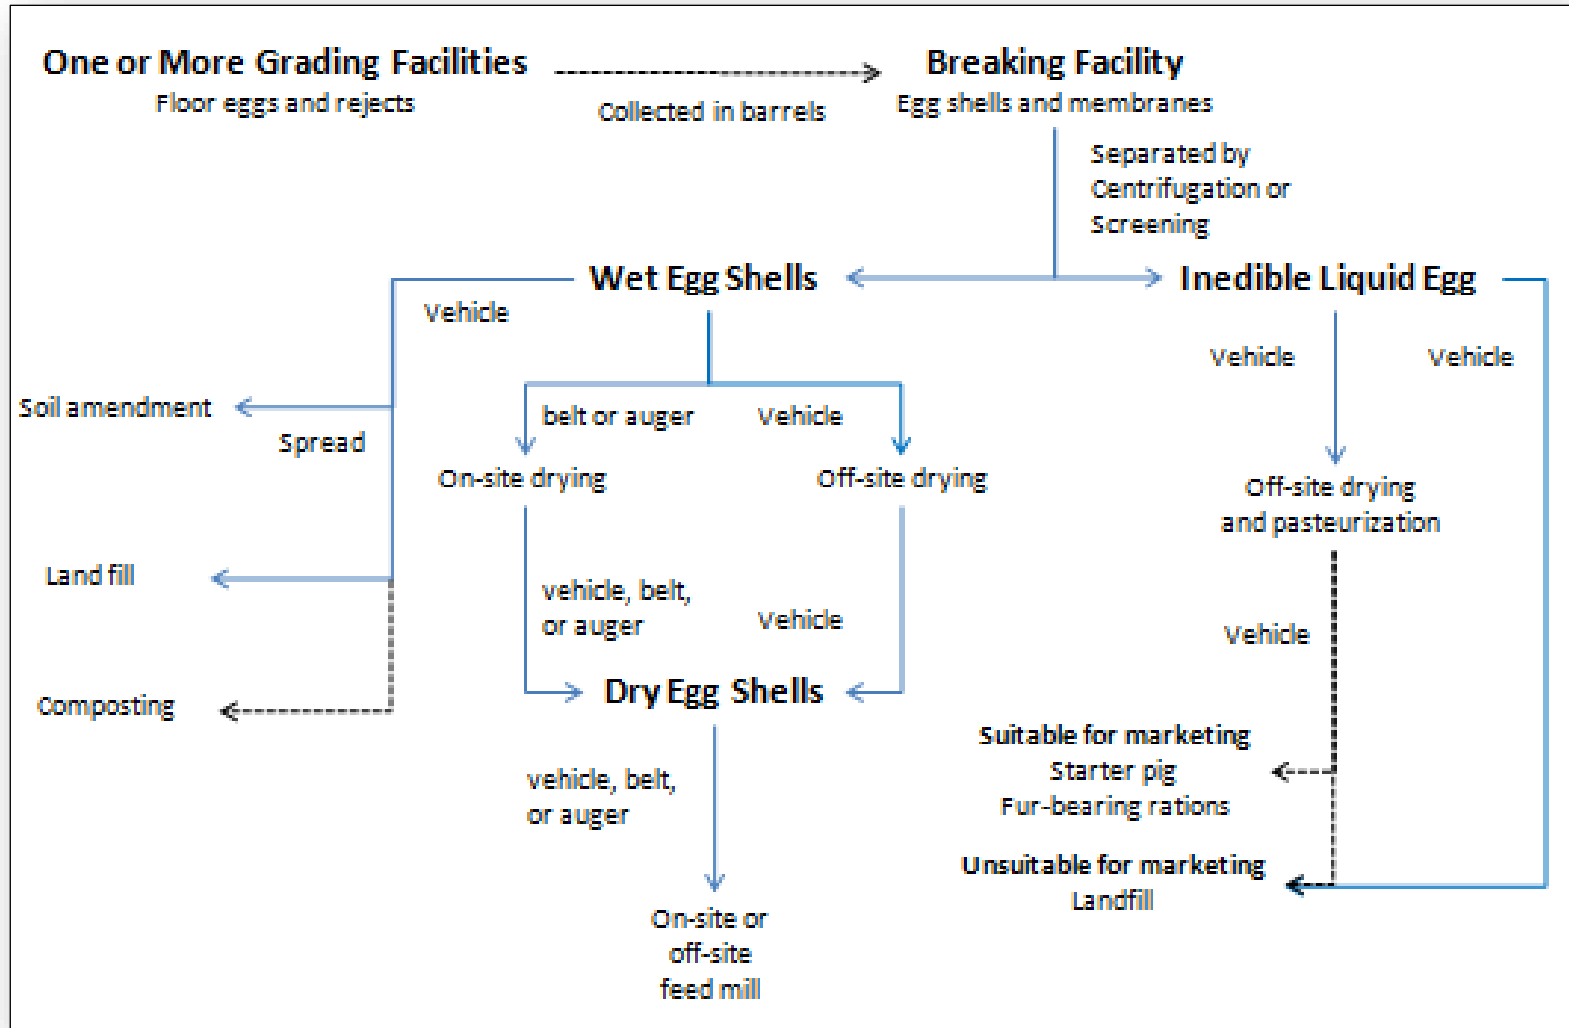 One or More Grading Facilities
Floor eggs and rejects
Collected in barrels
Breaking Facility
Egg shells and membranes
Separated by
Centrifugation or
Screening
Wet Egg Shells
Inedible Liquid Egg
Vehicle
Vehicle
Vehicle
Soil amendment
Spread
belt or auger
Vehicle
On-site drying
Off-site drying
Off-site drying
and pasteurization
Land fill
vehicle, belt,
or auger
Vehicle
Vehicle
Composting
Dry Egg Shells
Suitable for marketing
Starter pig
Fur-bearing rations
vehicle, belt,
or auger
Unsuitable for marketing
Landfill
On-site or
off-site
feed mill